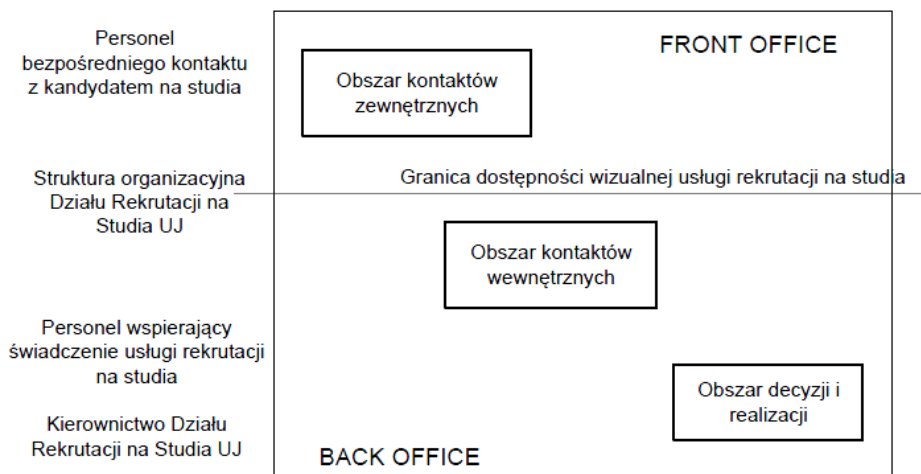 Personel
bezpośredniego kontaktu
z kandydatem na studia
FRONT OFFICE
Obszar kontaktów
zewnętrznych
Struktura organizacyjna
Działu Rekrutacji na
Studia UJ
Granica dostępności wizualnej usługi rekrutacji na studia
Obszar kontaktów
wewnętrznych
Personel wspierający
świadczenie usługi rekrutacji
na studia
Obszar decyzji i
realizacji
Kierownictwo Działu
Rekrutacji na Studia UJ
BACK OFFICE